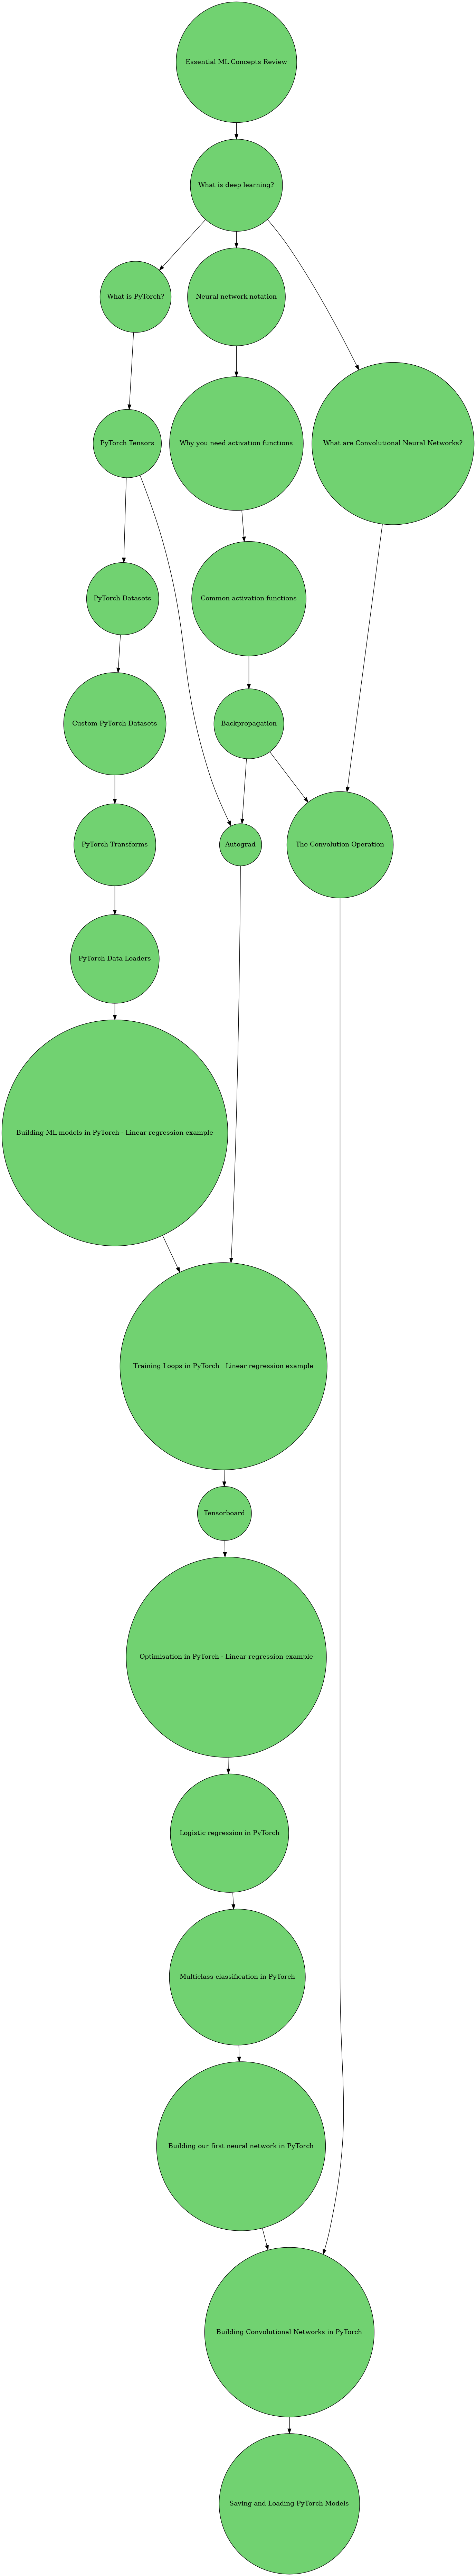 Essential ML Concepts Review
What is deep learning?
What is PyTorch?
Neural network notation
PyTorch Tensors
Why you need activation functions
What are Convolutional Neural Networks?
PyTorch Datasets
Common activation functions
Custom PyTorch Datasets
Backpropagation
PyTorch Transforms
Autograd
The Convolution Operation
PyTorch Data Loaders
Building ML models in PyTorch - Linear regression example
Training Loops in PyTorch - Linear regression example
Tensorboard
Optimisation in PyTorch - Linear regression example
Logistic regression in PyTorch
Multiclass classification in PyTorch
Building our first neural network in PyTorch
Building Convolutional Networks in PyTorch
Saving and Loading PyTorch Models